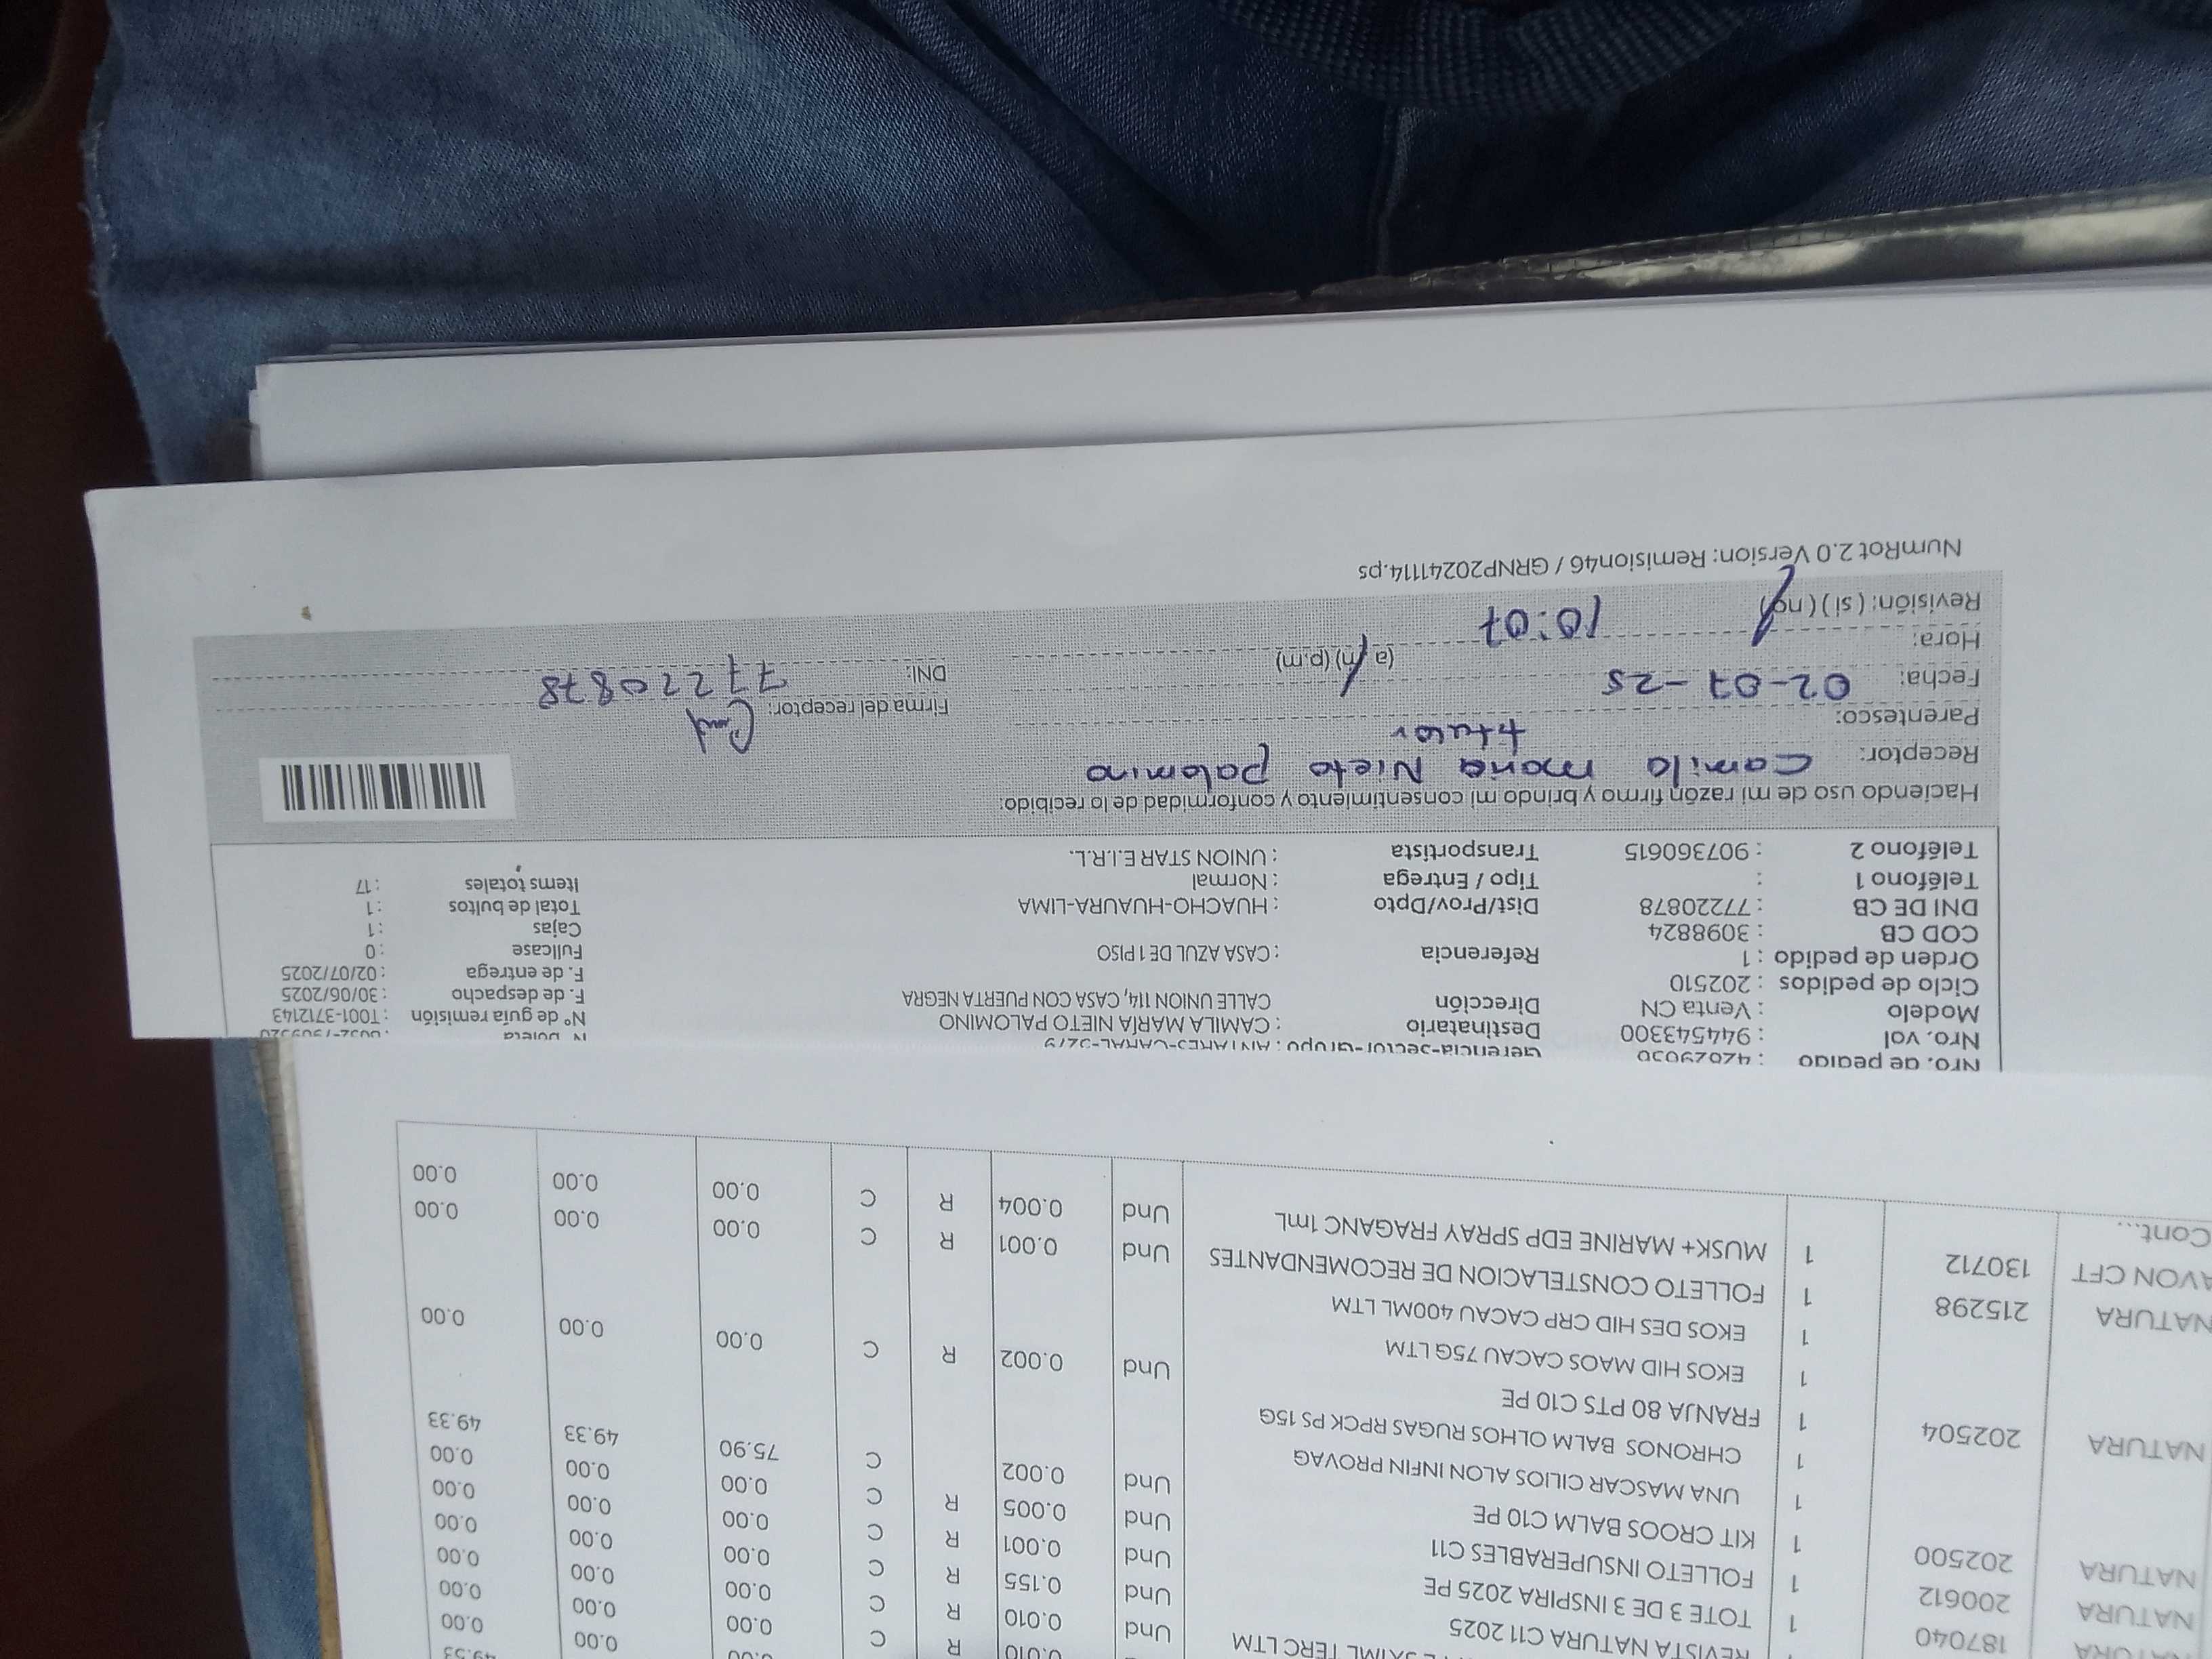 49.53
REVISTA NATURA C11 2025 0.010 R C 0.00 0.00 0.00
187040 1 TOTE 3 DE 3 INSPIRA 2025 PE Und 0.010 R C 0.00 0.00 0.00
NATURA 200612 1 FOLLETO INSUPERABLES C11 Und 0.155 R C 0.00 0.00 0.00
NATURA 202500 1 KIT CROOS BALM C10 PE Und 0.001 R C 0.00 0.00 0.00
1 UNA MASCAR CILIOS ALON INFIN PROVAG Und 0.005 R C 0.00 0.00 0.00
1 CHRONOS BALM OLHOS RUGAS RPCK PS 15G Und 0.002 C 75.90 49.33 49.33
NATURA 202504 1 FRANJA 80 PTS C10 PE
1 EKOS HID MAOS CACAU 75G LTM Und 0.002 R C 0.00 0.00 0.00
1 EKOS DES HID CRP CACAU 400ML LTM
NATURA 215298 1 FOLLETO CONSTELACION DE RECOMENDANTES Und 0.001 R C 0.00 0.00 0.00
AVON CFT 130712 1 MUSK+ MARINE EDP SPRAY FRAGANC 1mL Und 0.004 R C 0.00 0.00 0.00
Cont...
Nro. de pedido : 42629030 Gerencia-Sector-Grupo : ANTARES-CARAL-5279
Nro. vol : 944543300 Destinatario : CAMILA MARÍA NIETO PALOMINO
Modelo : Venta CN Dirección CALLE UNION 114, CASA CON PUERTA NEGRA Nº de guía remisión : T001-3712143
Ciclo de pedidos : 202510 F. de despacho : 30/06/2025
Orden de pedido : 1 Referencia : CASA AZUL DE 1 PISO F. de entrega : 02/07/2025
COD CB : 3098824 Fullcase : 0
DNI DE CB : 77220878 Dist/Prov/Dpto : HUACHO-HUAURA-LIMA Cajas : 1
Teléfono 1 : Tipo / Entrega : Normal Total de bultos : 1
Teléfono 2 : 907360615 Transportista : UNION STAR E.I.R.L. Items totales : 17
Haciendo uso de mi razón firmo y brindo mi consentimiento y conformidad de lo recibido:
Receptor: Camila maria Nieto palomino
Parentesco: titular Firma del receptor:
Fecha: 02-07-25 DNI: 77220878
Hora: 10:07 (a.m) (p.m)
Revisión: ( si ) ( no )
NumRot 2.0 Version: Remision46 / GRNP20241114.ps